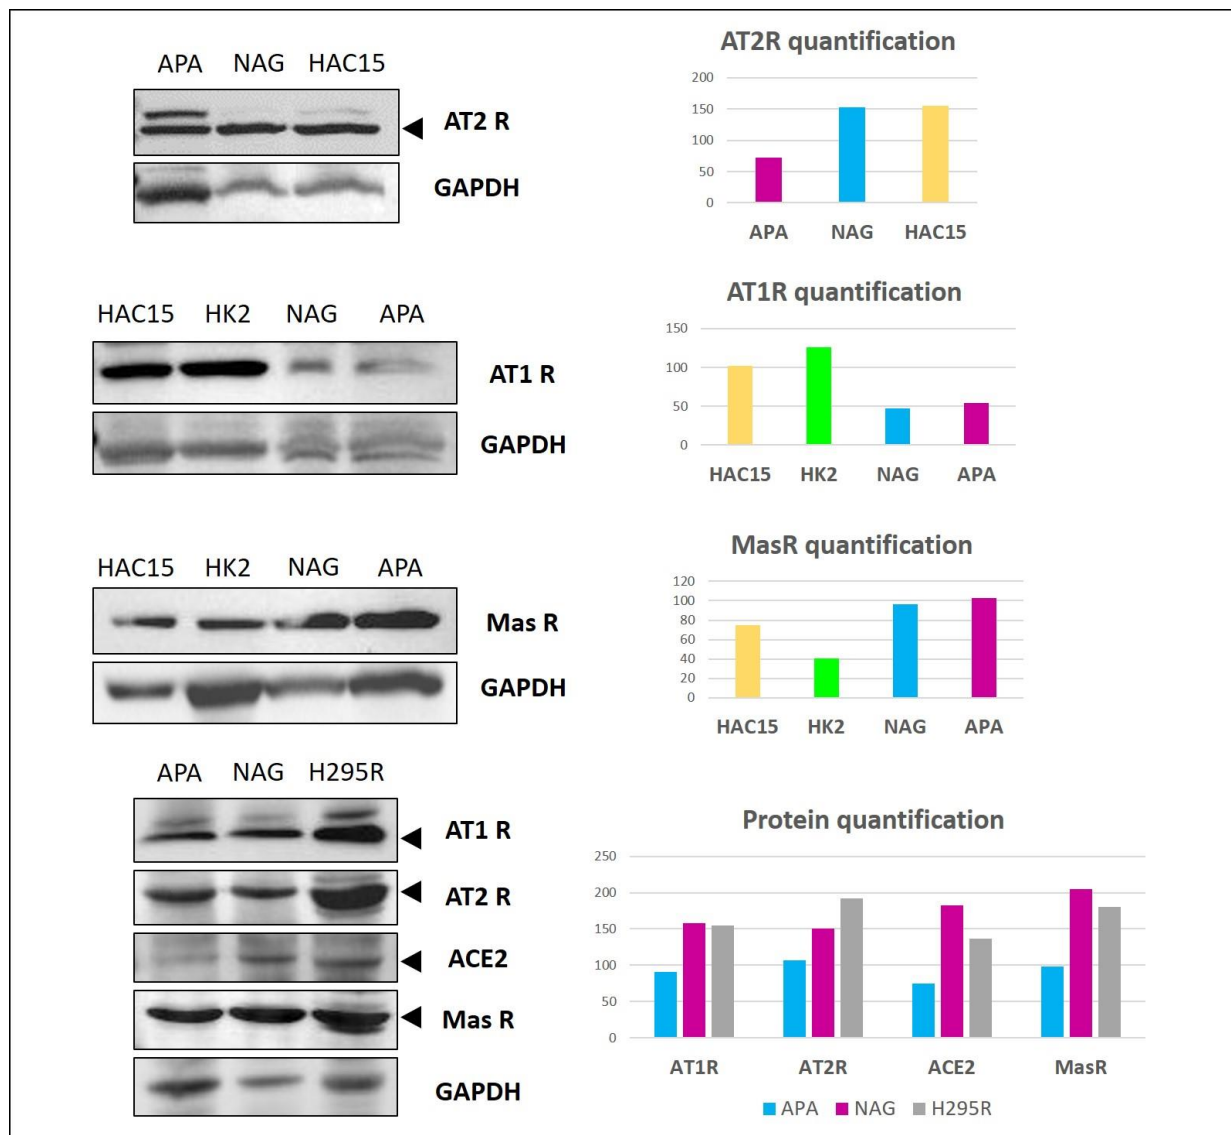 APA NAG HAC15
AT2 R
GAPDH
AT2R quantification
200
150
100
50
0
APA NAG HAC15
HAC15 HK2 NAG APA
AT1 R
GAPDH
AT1R quantification
150
100
50
0
HAC15 HK2 NAG APA
HAC15 HK2 NAG APA
Mas R
GAPDH
MasR quantification
120
100
80
60
40
20
0
HAC15 HK2 NAG APA
APA NAG H295R
AT1 R
AT2 R
ACE2
Mas R
GAPDH
Protein quantification
250
200
150
100
50
0
AT1R AT2R ACE2 MasR
APA NAG H295R